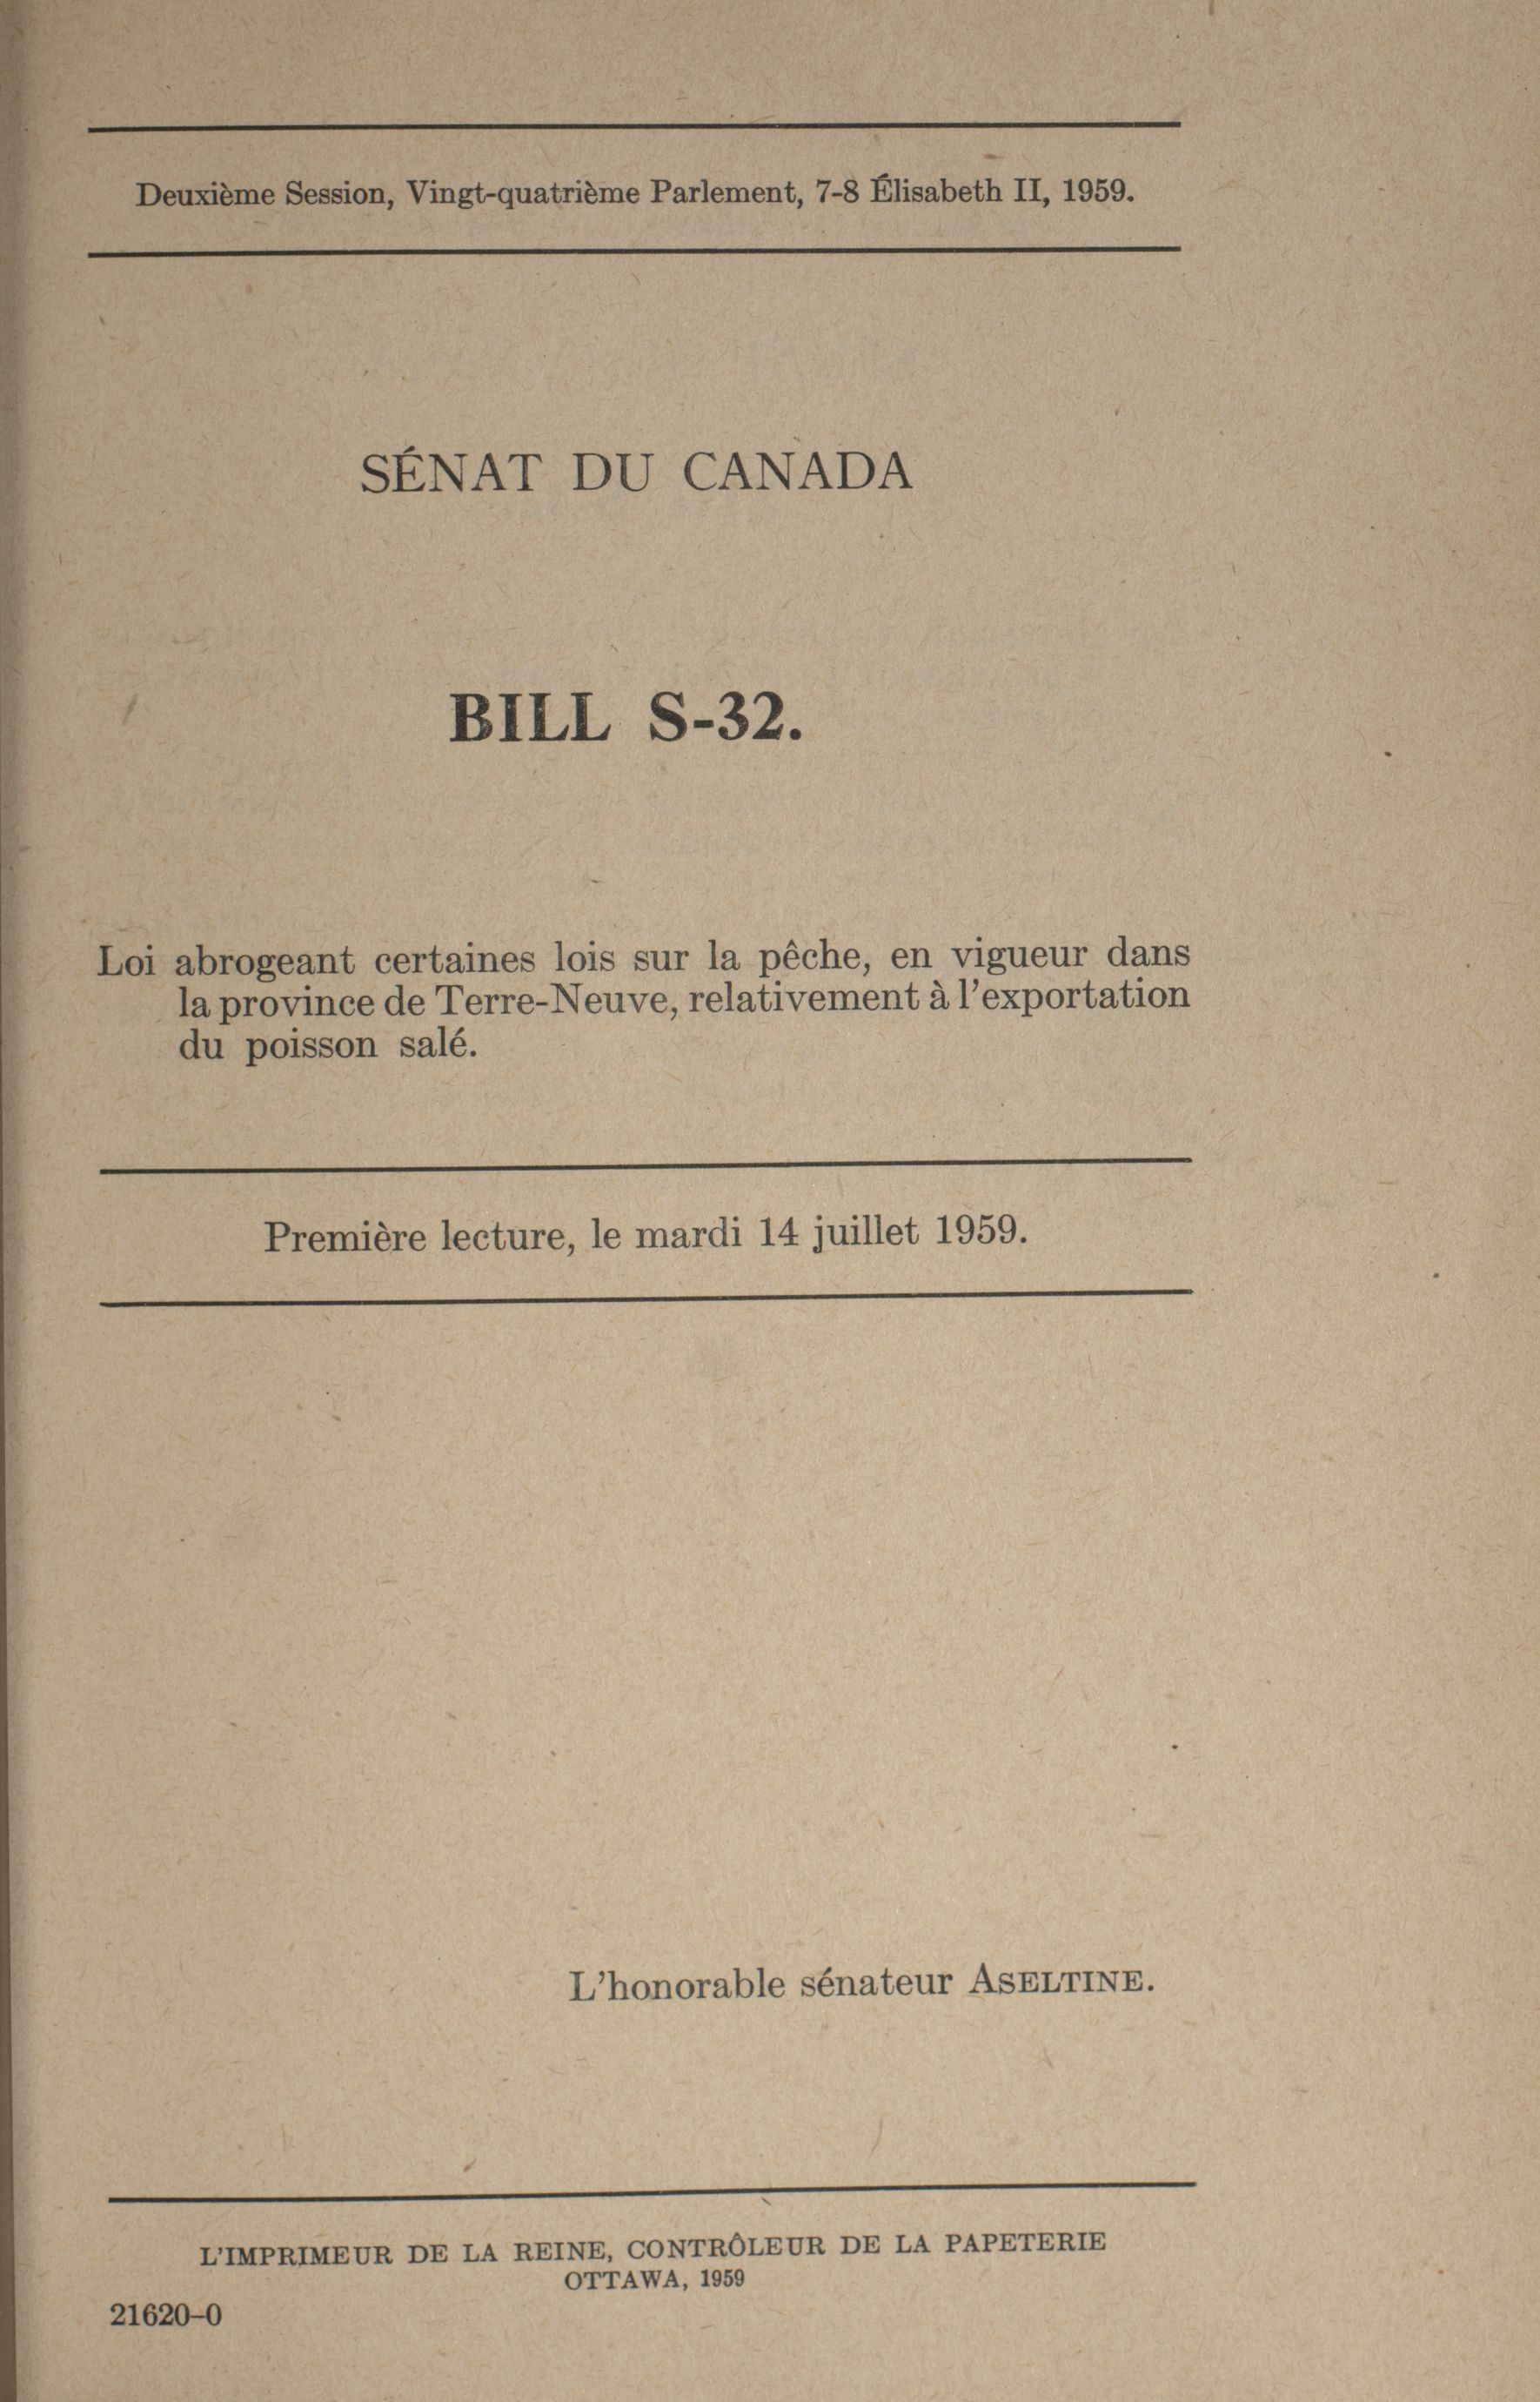 Deuxième Session, Vingt-quatrième Parlement, 7-8 Élisabeth II, 1959.
SÉNAT DU CANADA
BILL S-32.
Loi abrogeant certaines lois sur la pêche, en vigueur dans
la province de Terre-Neuve, relativement à l'exportation
du poisson salé.
Première lecture, le mardi 14 juillet 1959.
L'honorable sénateur ASELTINE.
L'IMPRIMEUR DE LA REINE, CONTRÔLEUR DE LA PAPETERIE
OTTAWA, 1959
21620-0